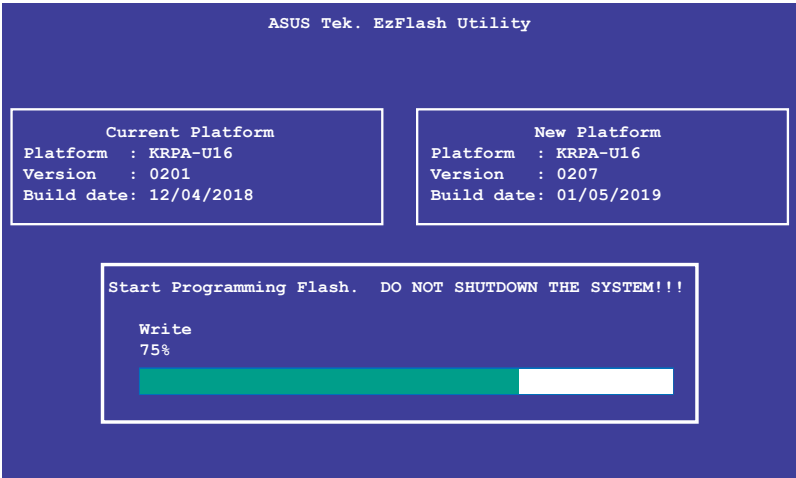 ASUS Tek. EzFlash Utility
Current Platform
Platform : KRPA-U16
Version : 0201
Build date: 12/04/2018
New Platform
Platform : KRPA-U16
Version : 0207
Build date: 01/05/2019
Start Programming Flash. DO NOT SHUTDOWN THE SYSTEM!!!
Write
75%